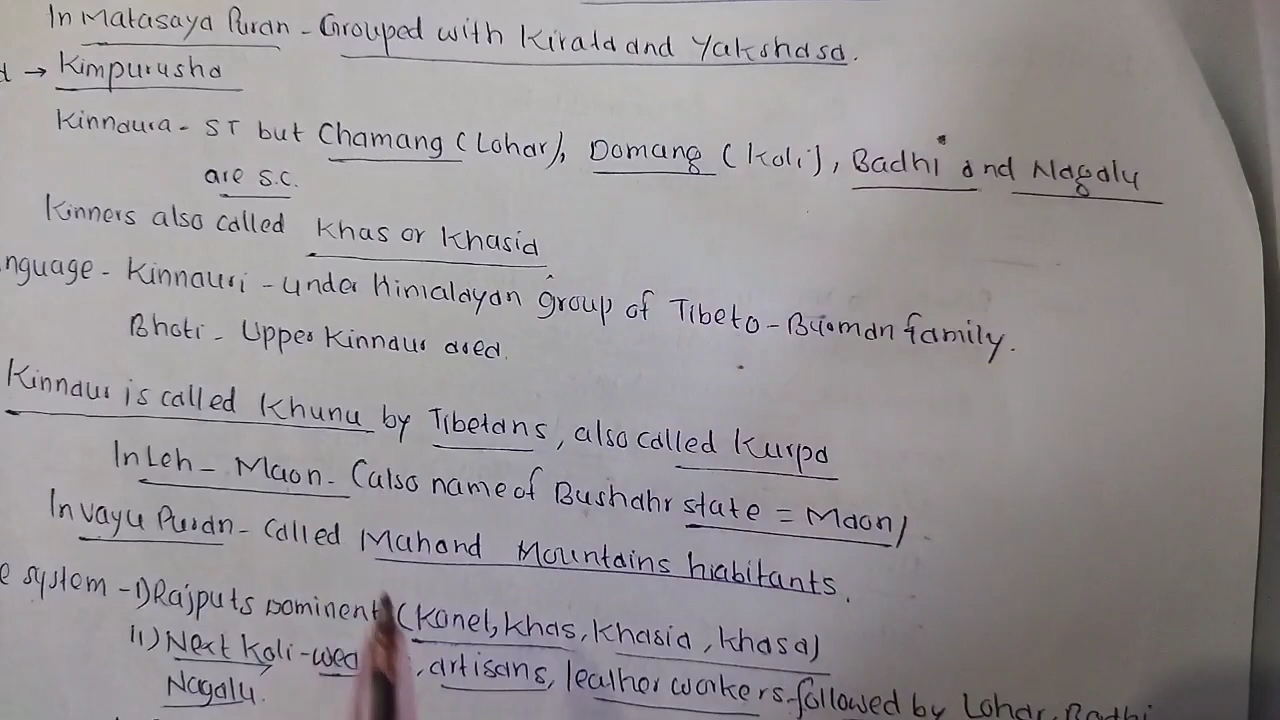 In Matasaya Puran - Grouped with Kirata and Yakshasa.
→ Kimpurusha
Kinnaura - ST but Chamang (Lohar), Domang (Koli), Badhi and Nagalu
are S.C.
Kinners also called Khas or Khasia
nguage - Kinnauri - under Himalayan group of Tibeto-Burman family.
Bhoti - Upper Kinnaur area.
Kinnaur is called Khunu by Tibetans, also called Kurpa
In Leh - Maon - (also name of Bushahr state = Maon)
In Vayu Puran - called Mahand Mountains habitants.
e system - i) Rajputs Dominent (Kanel, Khas, Khasia, Khasa)
ii) Next Koli - , artisans, leather workers followed by Lohar, Badhi
Nagalu.